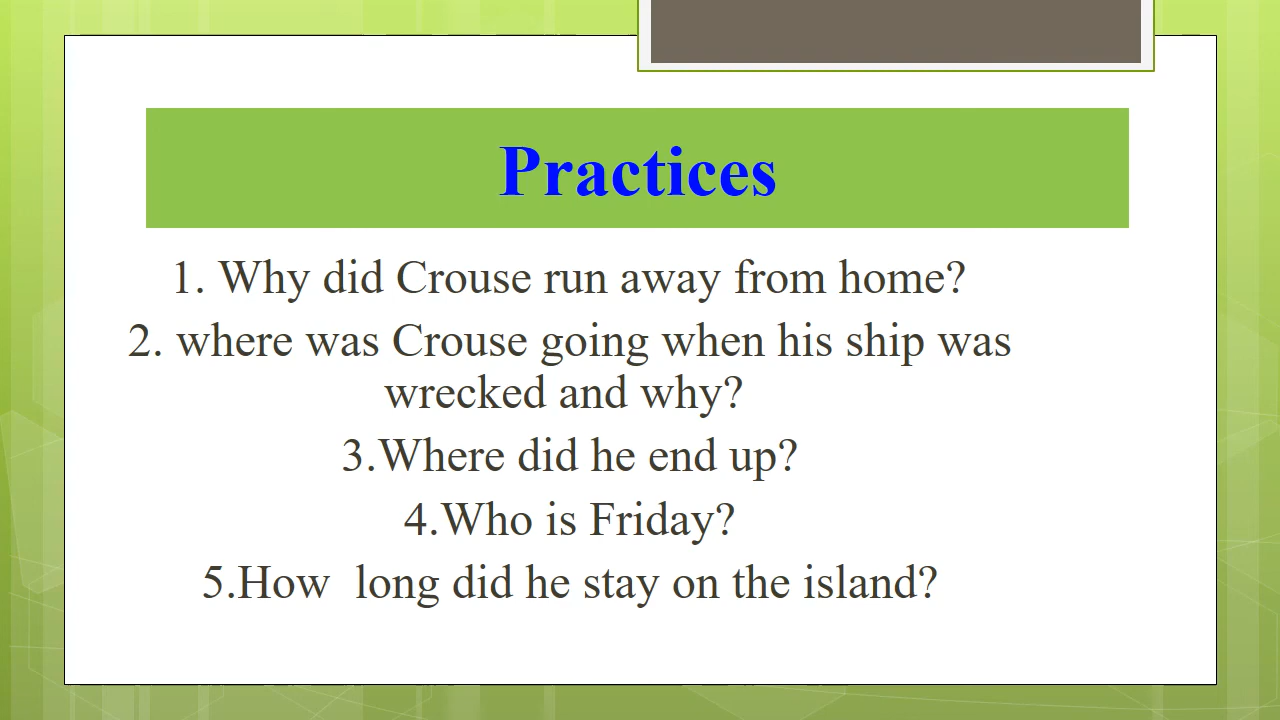 Practices
1. Why did Crouse run away from home?
2. where was Crouse going when his ship was
wrecked and why?
3.Where did he end up?
4.Who is Friday?
5.How  long did he stay on the island?